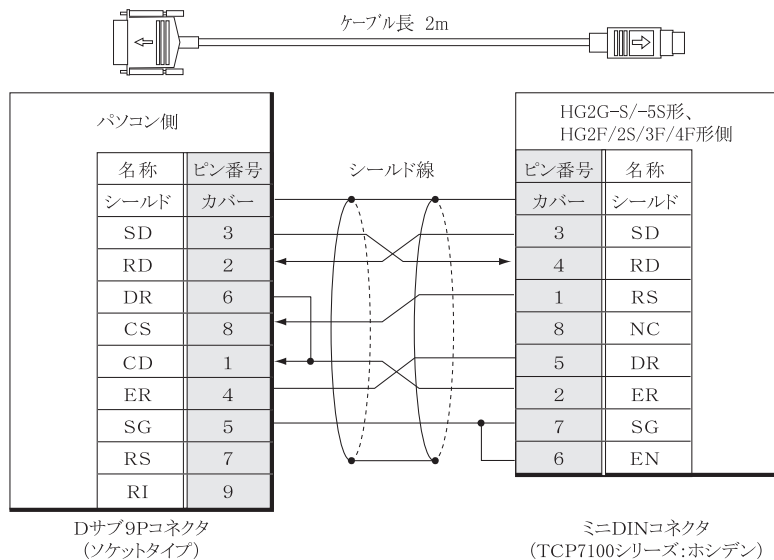 ケーブル長 2m
パソコン側
HG2G-S/-5S形、
HG2F/2S/3F/4F形側
名称 ピン番号
シールド カバー
SD 3
RD 2
DR 6
CS 8
CD 1
ER 4
SG 5
RS 7
RI 9
シールド線
ピン番号 名称
カバー シールド
3 SD
4 RD
1 RS
8 NC
5 DR
2 ER
7 SG
6 EN
Dサブ9Pコネクタ
(ソケットタイプ)
ミニDINコネクタ
(TCP7100シリーズ:ホシデン)